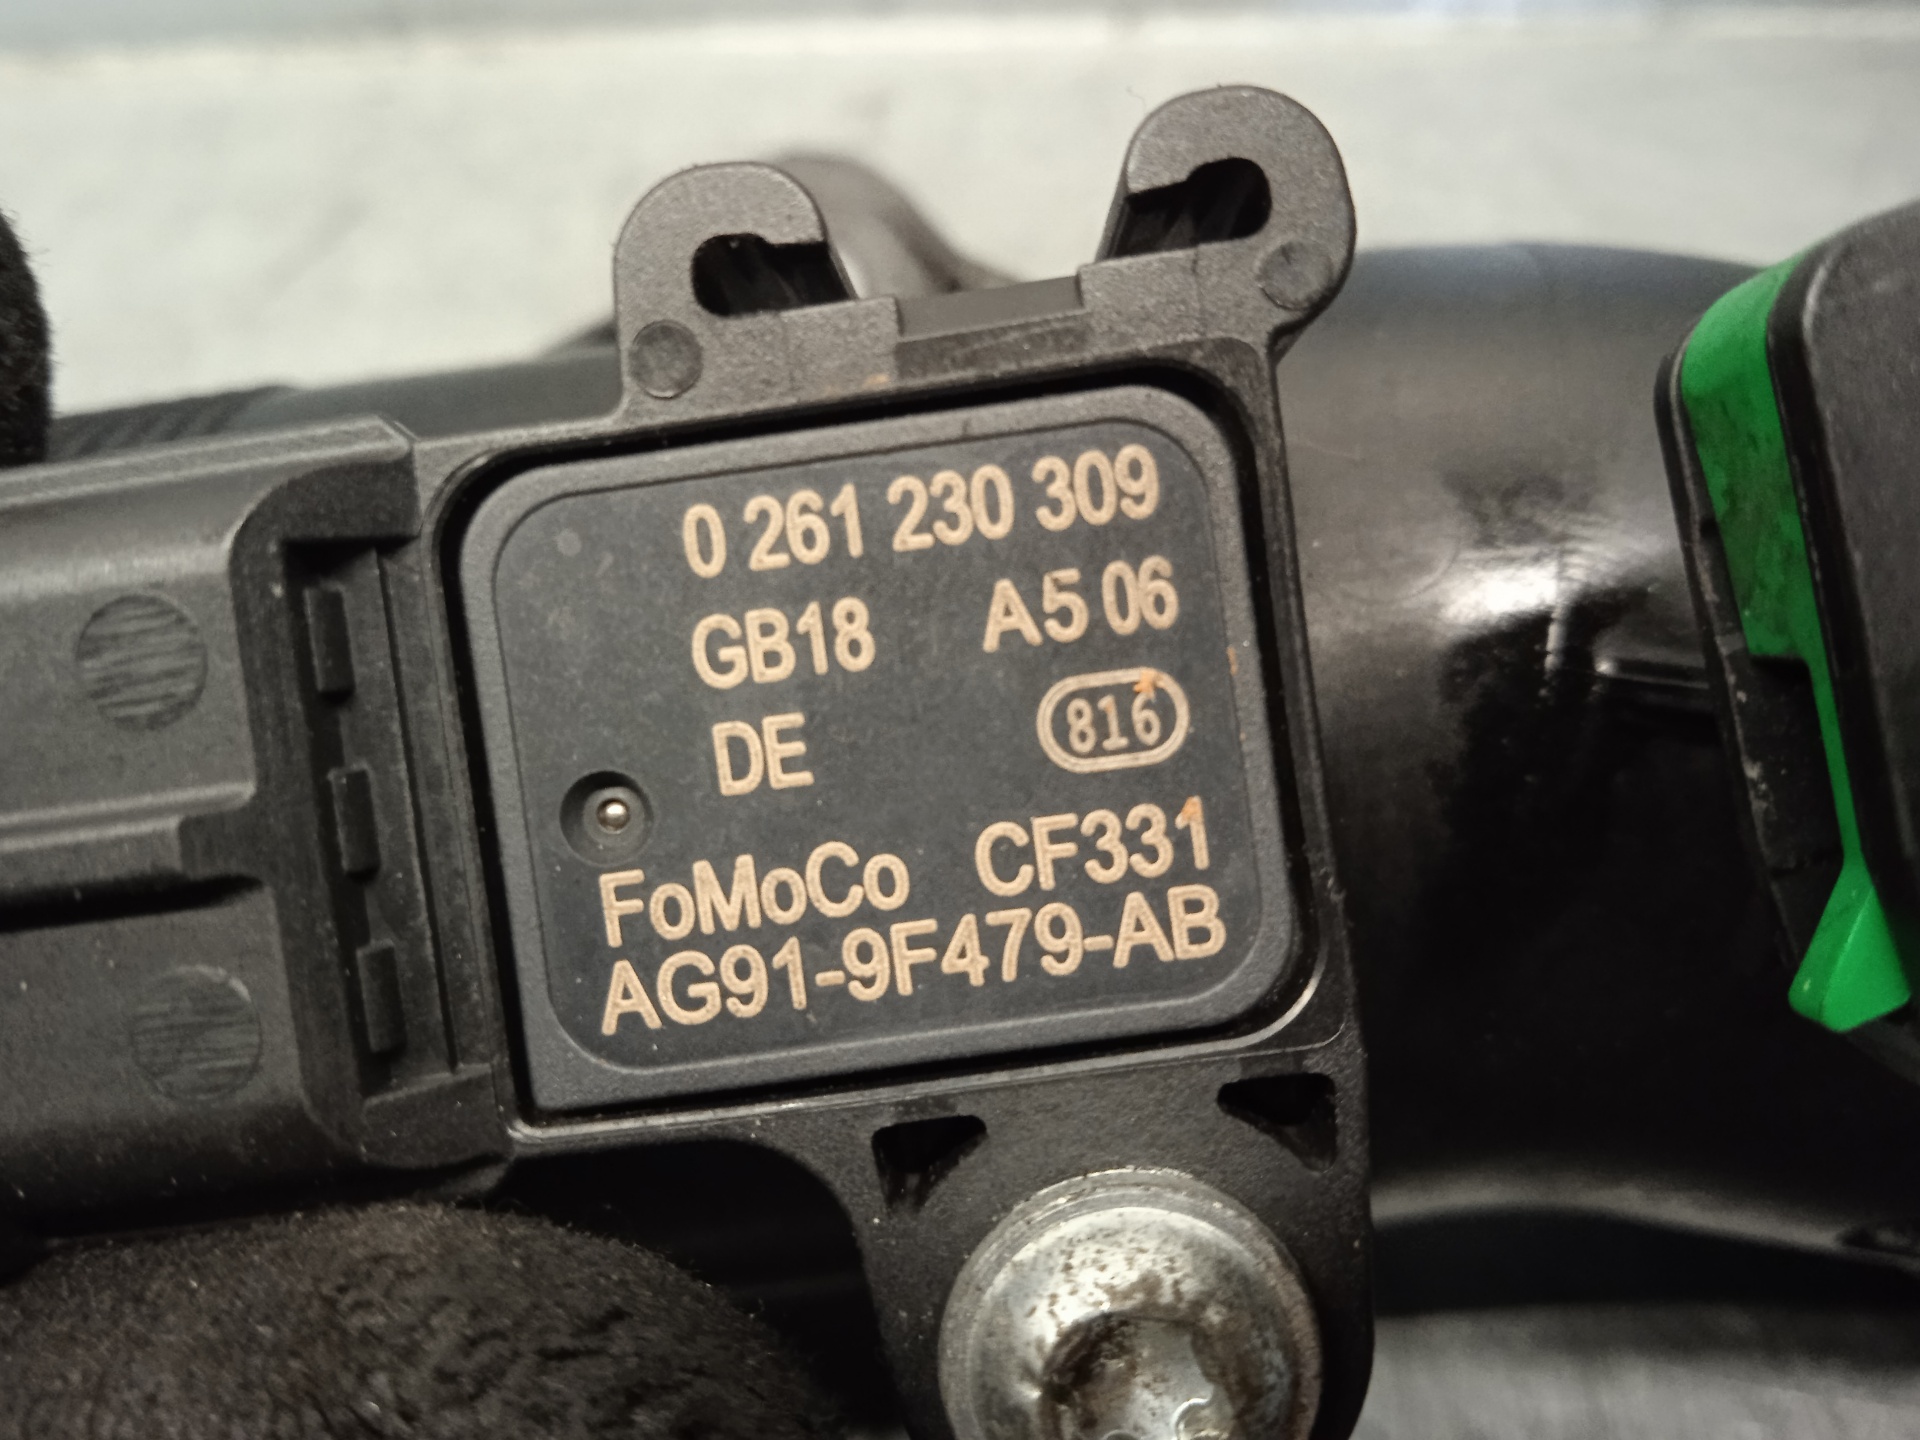 0 261 230 309
GB18 A5 06
DE 816
FoMoCo CF331
AG91-9F479-AB